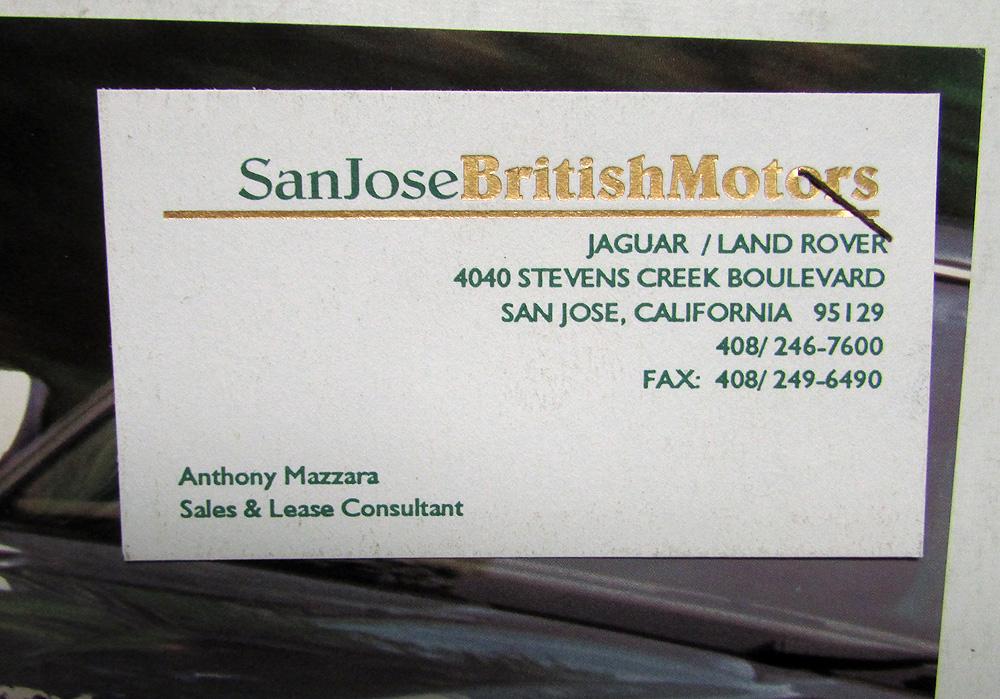 SanJoseBritishMotors
JAGUAR / LAND ROVER
4040 STEVENS CREEK BOULEVARD
SAN JOSE, CALIFORNIA 95129
408/ 246-7600
FAX: 408/ 249-6490
Anthony Mazzara
Sales & Lease Consultant